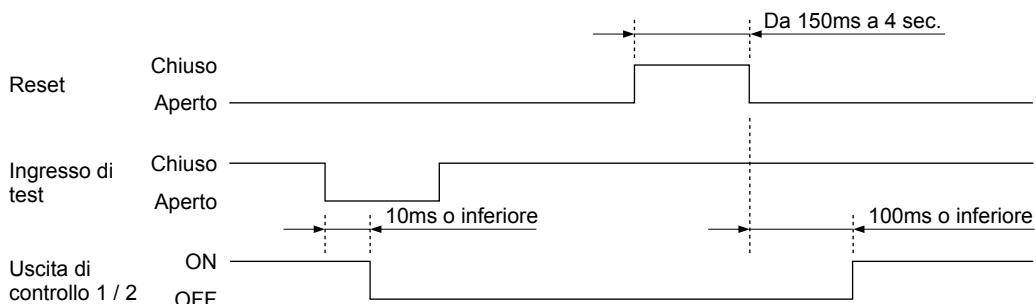 Da 150ms a 4 sec.
Reset
Chiuso
Aperto
Ingresso di
test
Chiuso
Aperto
10ms o inferiore
100ms o inferiore
Uscita di
controllo 1 / 2
ON
OFF